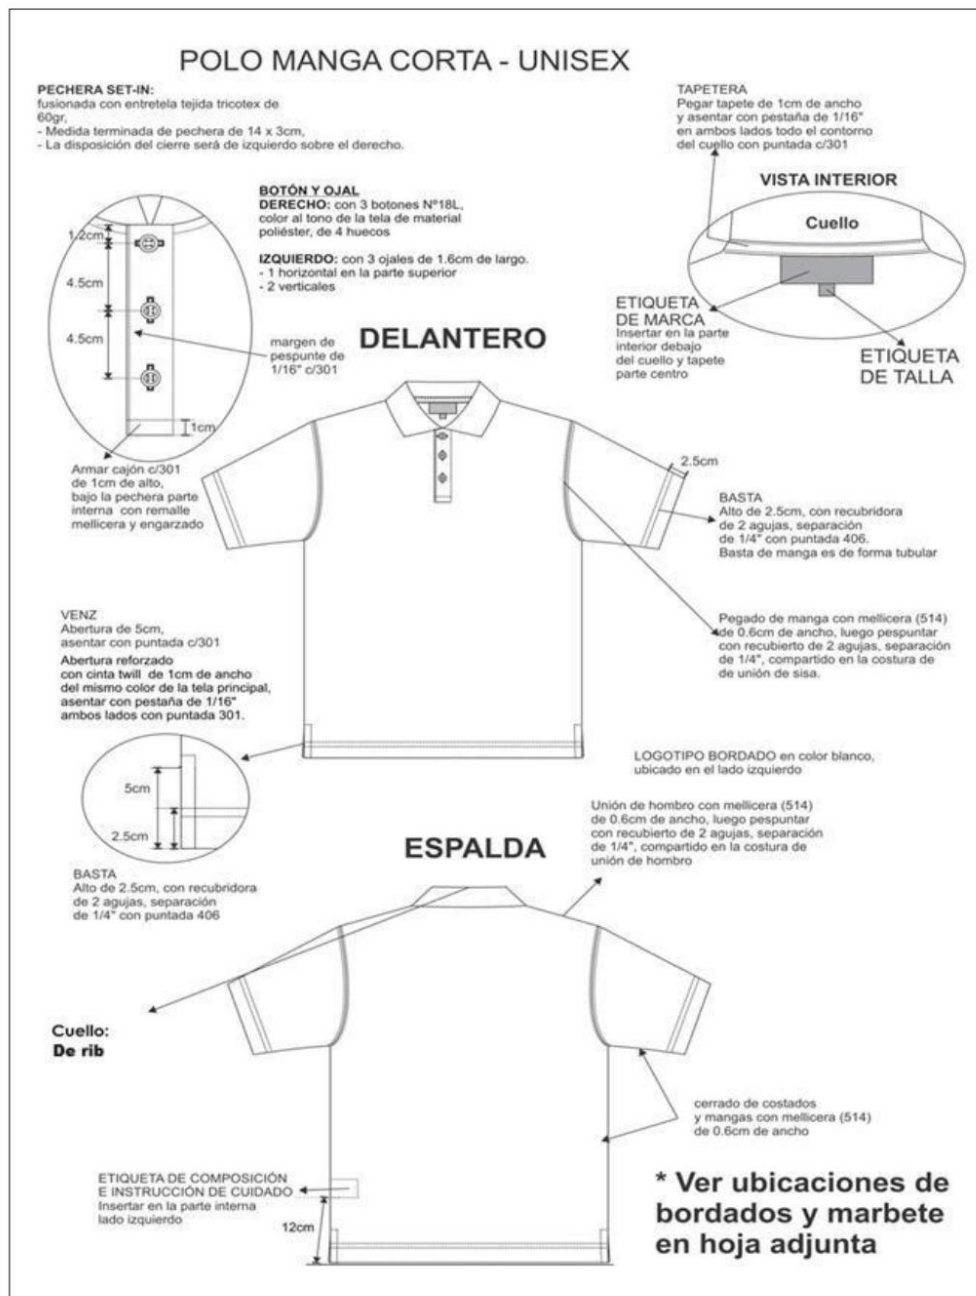 POLO MANGA CORTA - UNISEX
PECHERA SET-IN:
fusionada con entretela tejida tricotex de
60gr,
- Medida terminada de pechera de 14 x 3cm,
- La disposición del cierre será de izquierdo sobre el derecho.
TAPETERA
Pegar tapete de 1cm de ancho
y asentar con pestaña de 1/16"
en ambos lados todo el contorno
del cuello con puntada c/301
VISTA INTERIOR
Cuello
ETIQUETA
DE MARCA
Insertar en la parte
interior debajo
del cuello y tapete
parte centro
ETIQUETA
DE TALLA
BOTÓN Y OJAL
DERECHO: con 3 botones Nº18L,
color al tono de la tela de material
poliéster, de 4 huecos
IZQUIERDO: con 3 ojales de 1.6cm de largo.
- 1 horizontal en la parte superior
- 2 verticales
1.2cm
4.5cm
4.5cm
1cm
margen de
pespunte de
1/16" c/301
Armar cajón c/301
de 1cm de alto,
bajo la pechera parte
interna con remalle
mellicera y engarzado
DELANTERO
2.5cm
BASTA
Alto de 2.5cm, con recubridora
de 2 agujas, separación
de 1/4" con puntada 406.
Basta de manga es de forma tubular
Pegado de manga con mellicera (514)
de 0.6cm de ancho, luego pespuntar
con recubierto de 2 agujas, separación
de 1/4", compartido en la costura de
de unión de sisa.
VENZ
Abertura de 5cm,
asentar con puntada c/301
Abertura reforzado
con cinta twill de 1cm de ancho
del mismo color de la tela principal,
asentar con pestaña de 1/16"
ambos lados con puntada 301.
5cm
2.5cm
BASTA
Alto de 2.5cm, con recubridora
de 2 agujas, separación
de 1/4" con puntada 406
LOGOTIPO BORDADO en color blanco,
ubicado en el lado izquierdo
Unión de hombro con mellicera (514)
de 0.6cm de ancho, luego pespuntar
con recubierto de 2 agujas, separación
de 1/4", compartido en la costura de
unión de hombro
ESPALDA
Cuello:
De rib
cerrado de costados
y mangas con mellicera (514)
de 0.6cm de ancho
ETIQUETA DE COMPOSICIÓN
E INSTRUCCIÓN DE CUIDADO
Insertar en la parte interna
lado izquierdo
12cm
* Ver ubicaciones de
bordados y marbete
en hoja adjunta